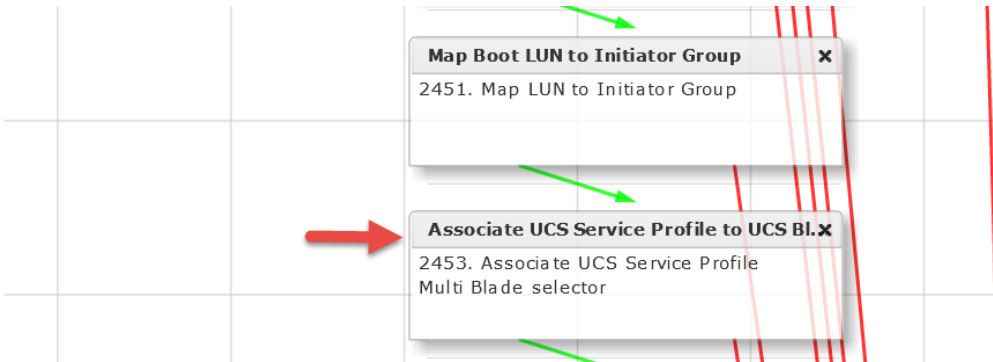 Map Boot LUN to Initiator Group
2451. Map LUN to Initiator Group
Associate UCS Service Profile to UCS Bl.
2453. Associate UCS Service Profile
Multi Blade selector